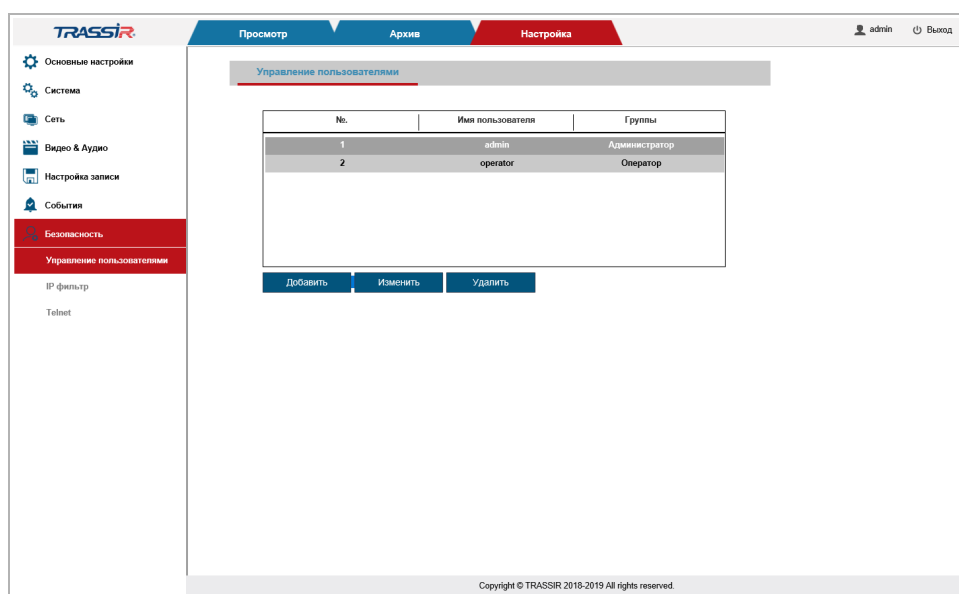 TRASSIR
Просмотр
Архив
Настройка
admin
Выход
Основные настройки
Система
Сеть
Видео & Аудио
Настройка записи
События
Безопасность
Управление пользователями
IP фильтр
Telnet
Управление пользователями
№. Имя пользователя Группы
1 admin Администратор
2 operator Оператор
Добавить Изменить Удалить
Copyright © TRASSIR 2018-2019 All rights reserved.